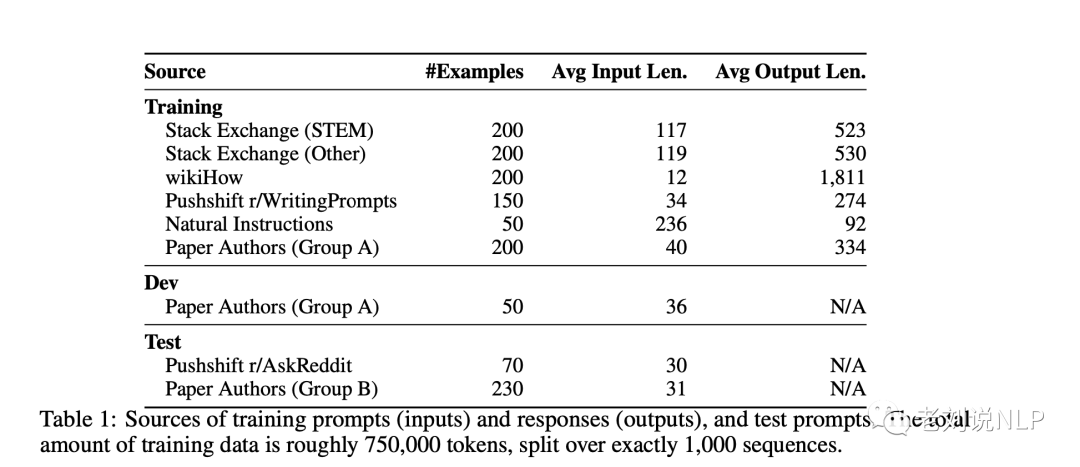 Source #Examples Avg Input Len. Avg Output Len.
Training
Stack Exchange (STEM) 200 117 523
Stack Exchange (Other) 200 119 530
wikiHow 200 12 1,811
Pushshift r/WritingPrompts 150 34 274
Natural Instructions 50 236 92
Paper Authors (Group A) 200 40 334
Dev
Paper Authors (Group A) 50 36 N/A
Test
Pushshift r/AskReddit 70 30 N/A
Paper Authors (Group B) 230 31 N/A
Table 1: Sources of training prompts (inputs) and responses (outputs), and test prompts. The total
amount of training data is roughly 750,000 tokens, split over exactly 1,000 sequences.
老刘说NLP